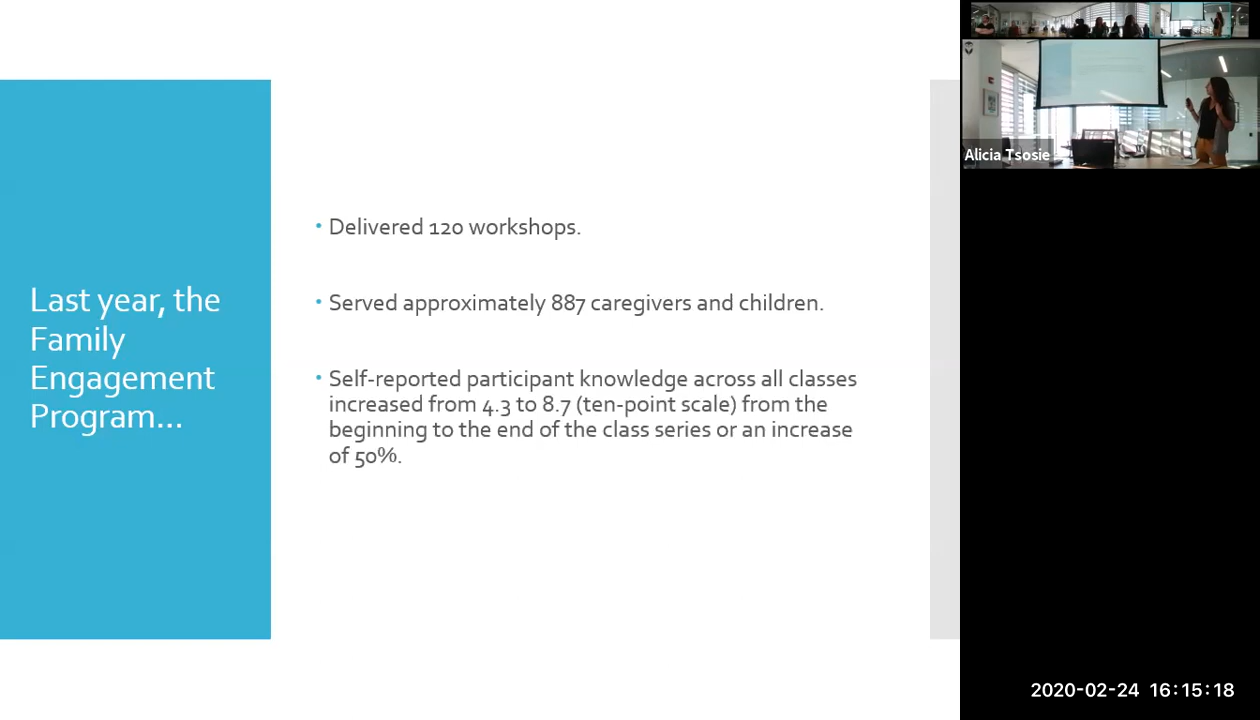 Last year, the
Family
Engagement
Program...
• Delivered 120 workshops.
• Served approximately 887 caregivers and children.
• Self-reported participant knowledge across all classes
increased from 4.3 to 8.7 (ten-point scale) from the
beginning to the end of the class series or an increase
of 50%.
Alicia Tsosie
2020-02-24 16:15:18